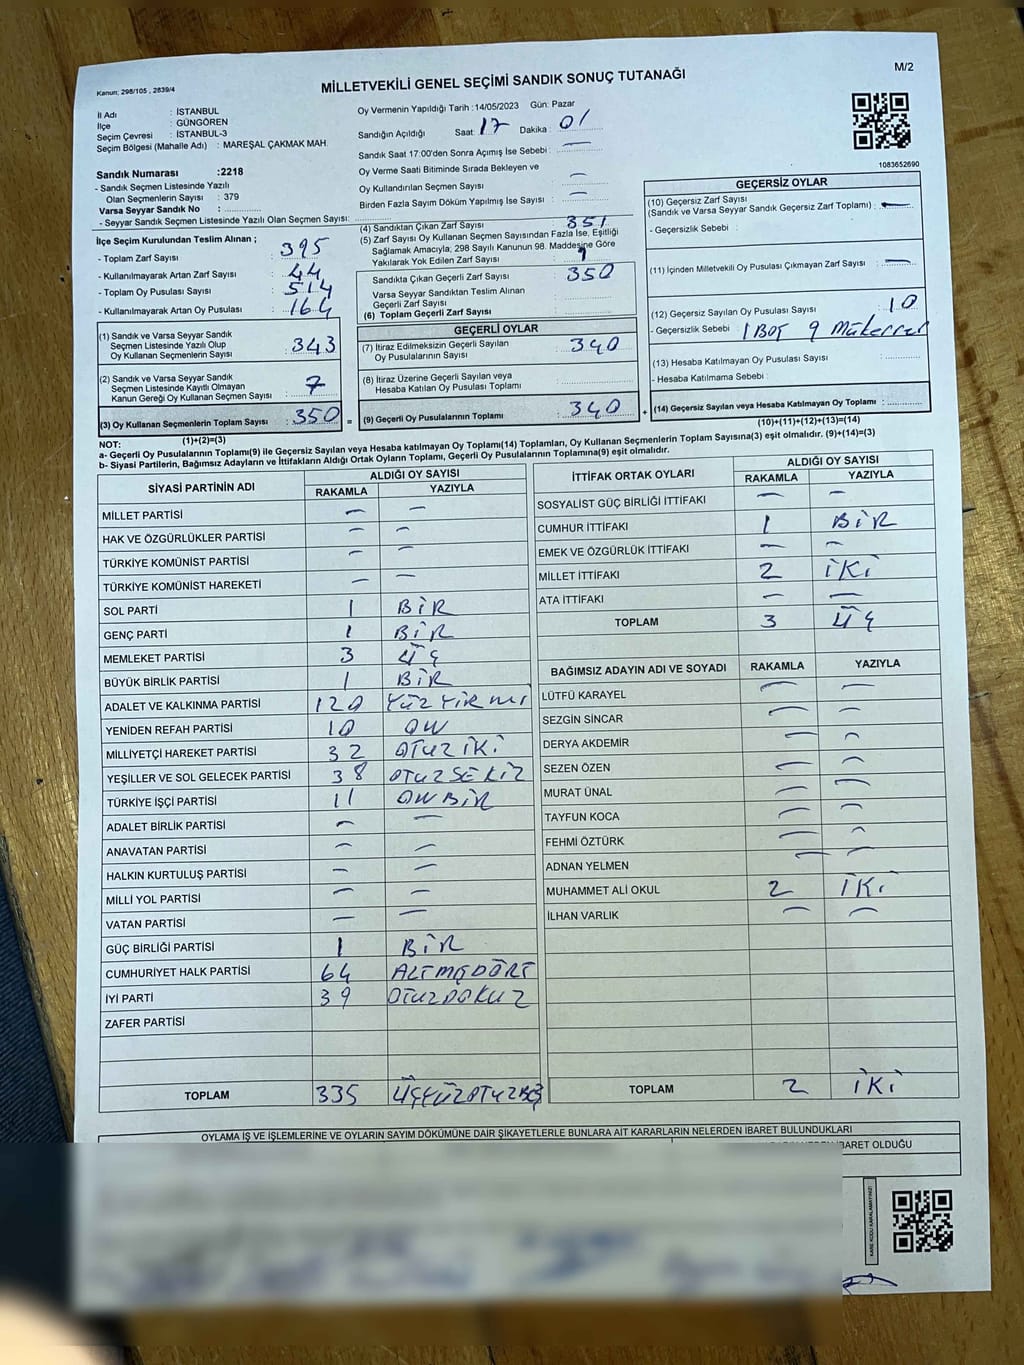 Kanun; 298/105 , 2839/4
MİLLETVEKİLİ GENEL SEÇİMİ SANDIK SONUÇ TUTANAĞI
M/2
İl Adı : İSTANBUL
İlçe : GÜNGÖREN
Seçim Çevresi : İSTANBUL-3
Seçim Bölgesi (Mahalle Adı) : MAREŞAL ÇAKMAK MAH.
Oy Vermenin Yapıldığı Tarih :14/05/2023 Gün: Pazar
Sandığın Açıldığı Saat: 17 Dakika : 01
Sandık Saat 17:00'den Sonra Açımış İse Sebebi : —
Oy Verme Saati Bitiminde Sırada Bekleyen ve
Oy Kullandırılan Seçmen Sayısı : —
Birden Fazla Sayım Döküm Yapılmış İse Sayısı : —
1083652690
Sandık Numarası :2218
- Sandık Seçmen Listesinde Yazılı
Olan Seçmenlerin Sayısı : 379
Varsa Seyyar Sandık No :
- Seyyar Sandık Seçmen Listesinde Yazılı Olan Seçmen Sayısı:
İlçe Seçim Kurulundan Teslim Alınan ;
- Toplam Zarf Sayısı : 395
- Kullanılmayarak Artan Zarf Sayısı : 44
- Toplam Oy Pusulası Sayısı : 514
- Kullanılmayarak Artan Oy Pusulası : 164
(1) Sandık ve Varsa Seyyar Sandık
Seçmen Listesinde Yazılı Olup
Oy Kullanan Seçmenlerin Sayısı : 343
(2) Sandık ve Varsa Seyyar Sandık
Seçmen Listesinde Kayıtlı Olmayan
Kanun Gereği Oy Kullanan Seçmen Sayısı : 7
(3) Oy Kullanan Seçmenlerin Toplam Sayısı : 350 =
(1)+(2)=(3)
(4) Sandıktan Çıkan Zarf Sayısı : 351
(5) Zarf Sayısı Oy Kullanan Seçmen Sayısından Fazla İse, Eşitliği
Sağlamak Amacıyla; 298 Sayılı Kanunun 98. Maddesine Göre
Yakılarak Yok Edilen Zarf Sayısı : 1
Sandıkta Çıkan Geçerli Zarf Sayısı : 350
Varsa Seyyar Sandıktan Teslim Alınan
Geçerli Zarf Sayısı
(6) Toplam Geçerli Zarf Sayısı :
GEÇERLİ OYLAR
(7) İtiraz Edilmeksizin Geçerli Sayılan
Oy Pusulalarının Sayısı : 340
(8) İtiraz Üzerine Geçerli Sayılan veya
Hesaba Katılan Oy Pusulası Toplamı :
(9) Geçerli Oy Pusulalarının Toplamı : 340 +
GEÇERSİZ OYLAR
(10) Geçersiz Zarf Sayısı
(Sandık ve Varsa Seyyar Sandık Geçersiz Zarf Toplamı) : —
- Geçersizlik Sebebi :
(11) İçinden Milletvekili Oy Pusulası Çıkmayan Zarf Sayısı : —
(12) Geçersiz Sayılan Oy Pusulası Sayısı : 10
- Geçersizlik Sebebi : 1 Boş 9 Mükerrer
(13) Hesaba Katılmayan Oy Pusulası Sayısı :
- Hesaba Katılmama Sebebi :
(14) Geçersiz Sayılan veya Hesaba Katılmayan Oy Toplamı :
(10)+(11)+(12)+(13)=(14)
NOT:
a- Geçerli Oy Pusulalarının Toplamı(9) ile Geçersiz Sayılan veya Hesaba katılmayan Oy Toplamı(14) Toplamları, Oy Kullanan Seçmenlerin Toplam Sayısına(3) eşit olmalıdır. (9)+(14)=(3)
b- Siyasi Partilerin, Bağımsız Adayların ve İttifakların Aldığı Ortak Oyların Toplamı, Geçerli Oy Pusulalarının Toplamına(9) eşit olmalıdır.
SİYASİ PARTİNİN ADI ALDIĞI OY SAYISI
RAKAMLA YAZIYLA
MİLLET PARTİSİ — —
HAK VE ÖZGÜRLÜKLER PARTİSİ — —
TÜRKİYE KOMÜNİST PARTİSİ — —
TÜRKİYE KOMÜNİST HAREKETİ — —
SOL PARTİ 1 BİR
GENÇ PARTİ 1 BİR
MEMLEKET PARTİSİ 3 ÜÇ
BÜYÜK BİRLİK PARTİSİ 1 BİR
ADALET VE KALKINMA PARTİSİ 120 YÜZYİRMİ
YENİDEN REFAH PARTİSİ 10 ON
MİLLİYETÇİ HAREKET PARTİSİ 32 OTUZİKİ
YEŞİLLER VE SOL GELECEK PARTİSİ 38 OTUZSEKİZ
TÜRKİYE İŞÇİ PARTİSİ 11 ONBİR
ADALET BİRLİK PARTİSİ — —
ANAVATAN PARTİSİ — —
HALKIN KURTULUŞ PARTİSİ — —
MİLLİ YOL PARTİSİ — —
VATAN PARTİSİ — —
GÜÇ BİRLİĞİ PARTİSİ 1 BİR
CUMHURİYET HALK PARTİSİ 64 ALTMIŞDÖRT
İYİ PARTİ 39 OTUZDOKUZ
ZAFER PARTİSİ
TOPLAM 335 ÜÇYÜZOTUZBEŞ
İTTİFAK ORTAK OYLARI ALDIĞI OY SAYISI
RAKAMLA YAZIYLA
SOSYALİST GÜÇ BİRLİĞİ İTTİFAKI — —
CUMHUR İTTİFAKI 1 BİR
EMEK VE ÖZGÜRLÜK İTTİFAKI — —
MİLLET İTTİFAKI 2 İKİ
ATA İTTİFAKI — —
TOPLAM 3 ÜÇ
BAĞIMSIZ ADAYIN ADI VE SOYADI RAKAMLA YAZIYLA
LÜTFÜ KARAYEL — —
SEZGİN SİNCAR — —
DERYA AKDEMİR — —
SEZEN ÖZEN — —
MURAT ÜNAL — —
TAYFUN KOCA — —
FEHMİ ÖZTÜRK — —
ADNAN YELMEN — —
MUHAMMET ALİ OKUL 2 İKİ
İLHAN VARLIK — —
TOPLAM 2 İKİ
OYLAMA İŞ VE İŞLEMLERİNE VE OYLARIN SAYIM DÖKÜMÜNE DAİR ŞİKAYETLERLE BUNLARA AİT KARARLARIN NELERDEN İBARET BULUNDUKLARI
İBARET OLDUĞU
KARE KODU KARALAMAYINIZ!